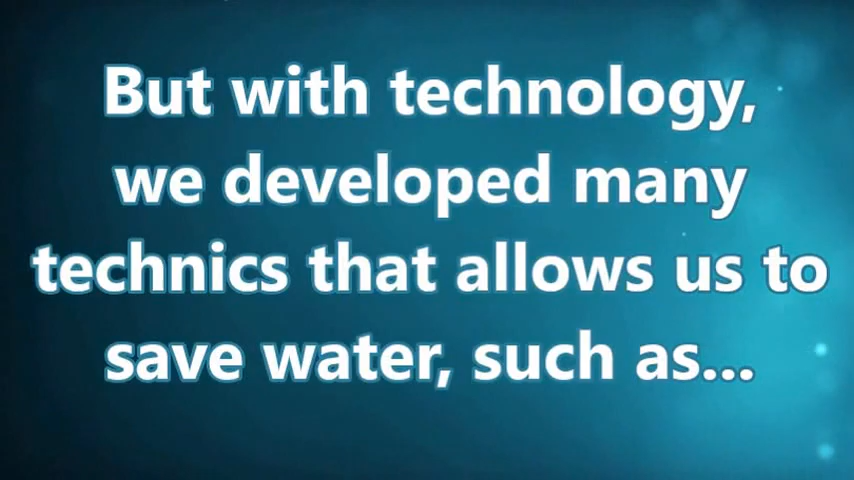 But with technology,
we developed many
technics that allows us to
save water, such as...